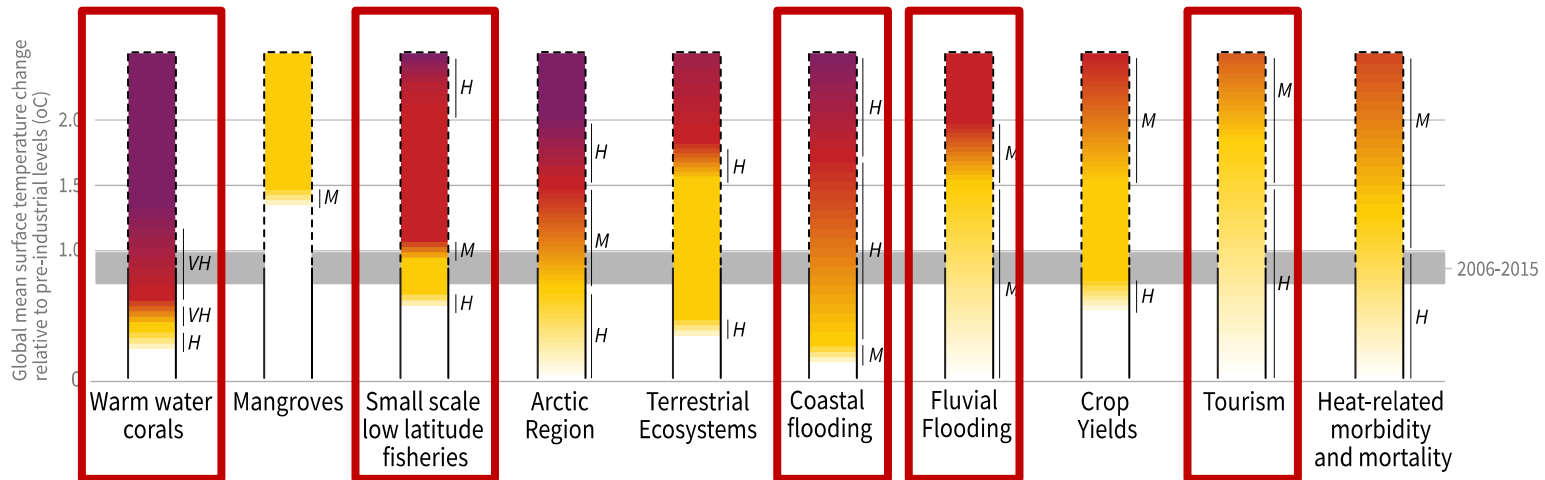 Global mean surface temperature change
relative to pre-industrial levels (oC)
2.0
1.5
1.0
0
2006-2015
VH
VH
H
M
H
M
H
H
M
H
H
H
H
H
M
M
M
M
H
M
H
M
H
Warm water
corals
Mangroves
Small scale
low latitude
fisheries
Arctic
Region
Terrestrial
Ecosystems
Coastal
flooding
Fluvial
Flooding
Crop
Yields
Tourism
Heat-related
morbidity
and mortality